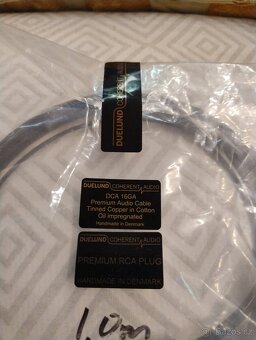 DUELUND COHERENT AUDIO
DUELUND COHERENT AUDIO
DCA 16GA
Premium Audio Cable
Tinned Copper in Cotton
Oil impregnated
Handmade in Denmark
DUELUND COHERENT AUDIO
PREMIUM RCA PLUG
HANDMADE IN DENMARK
1.0m